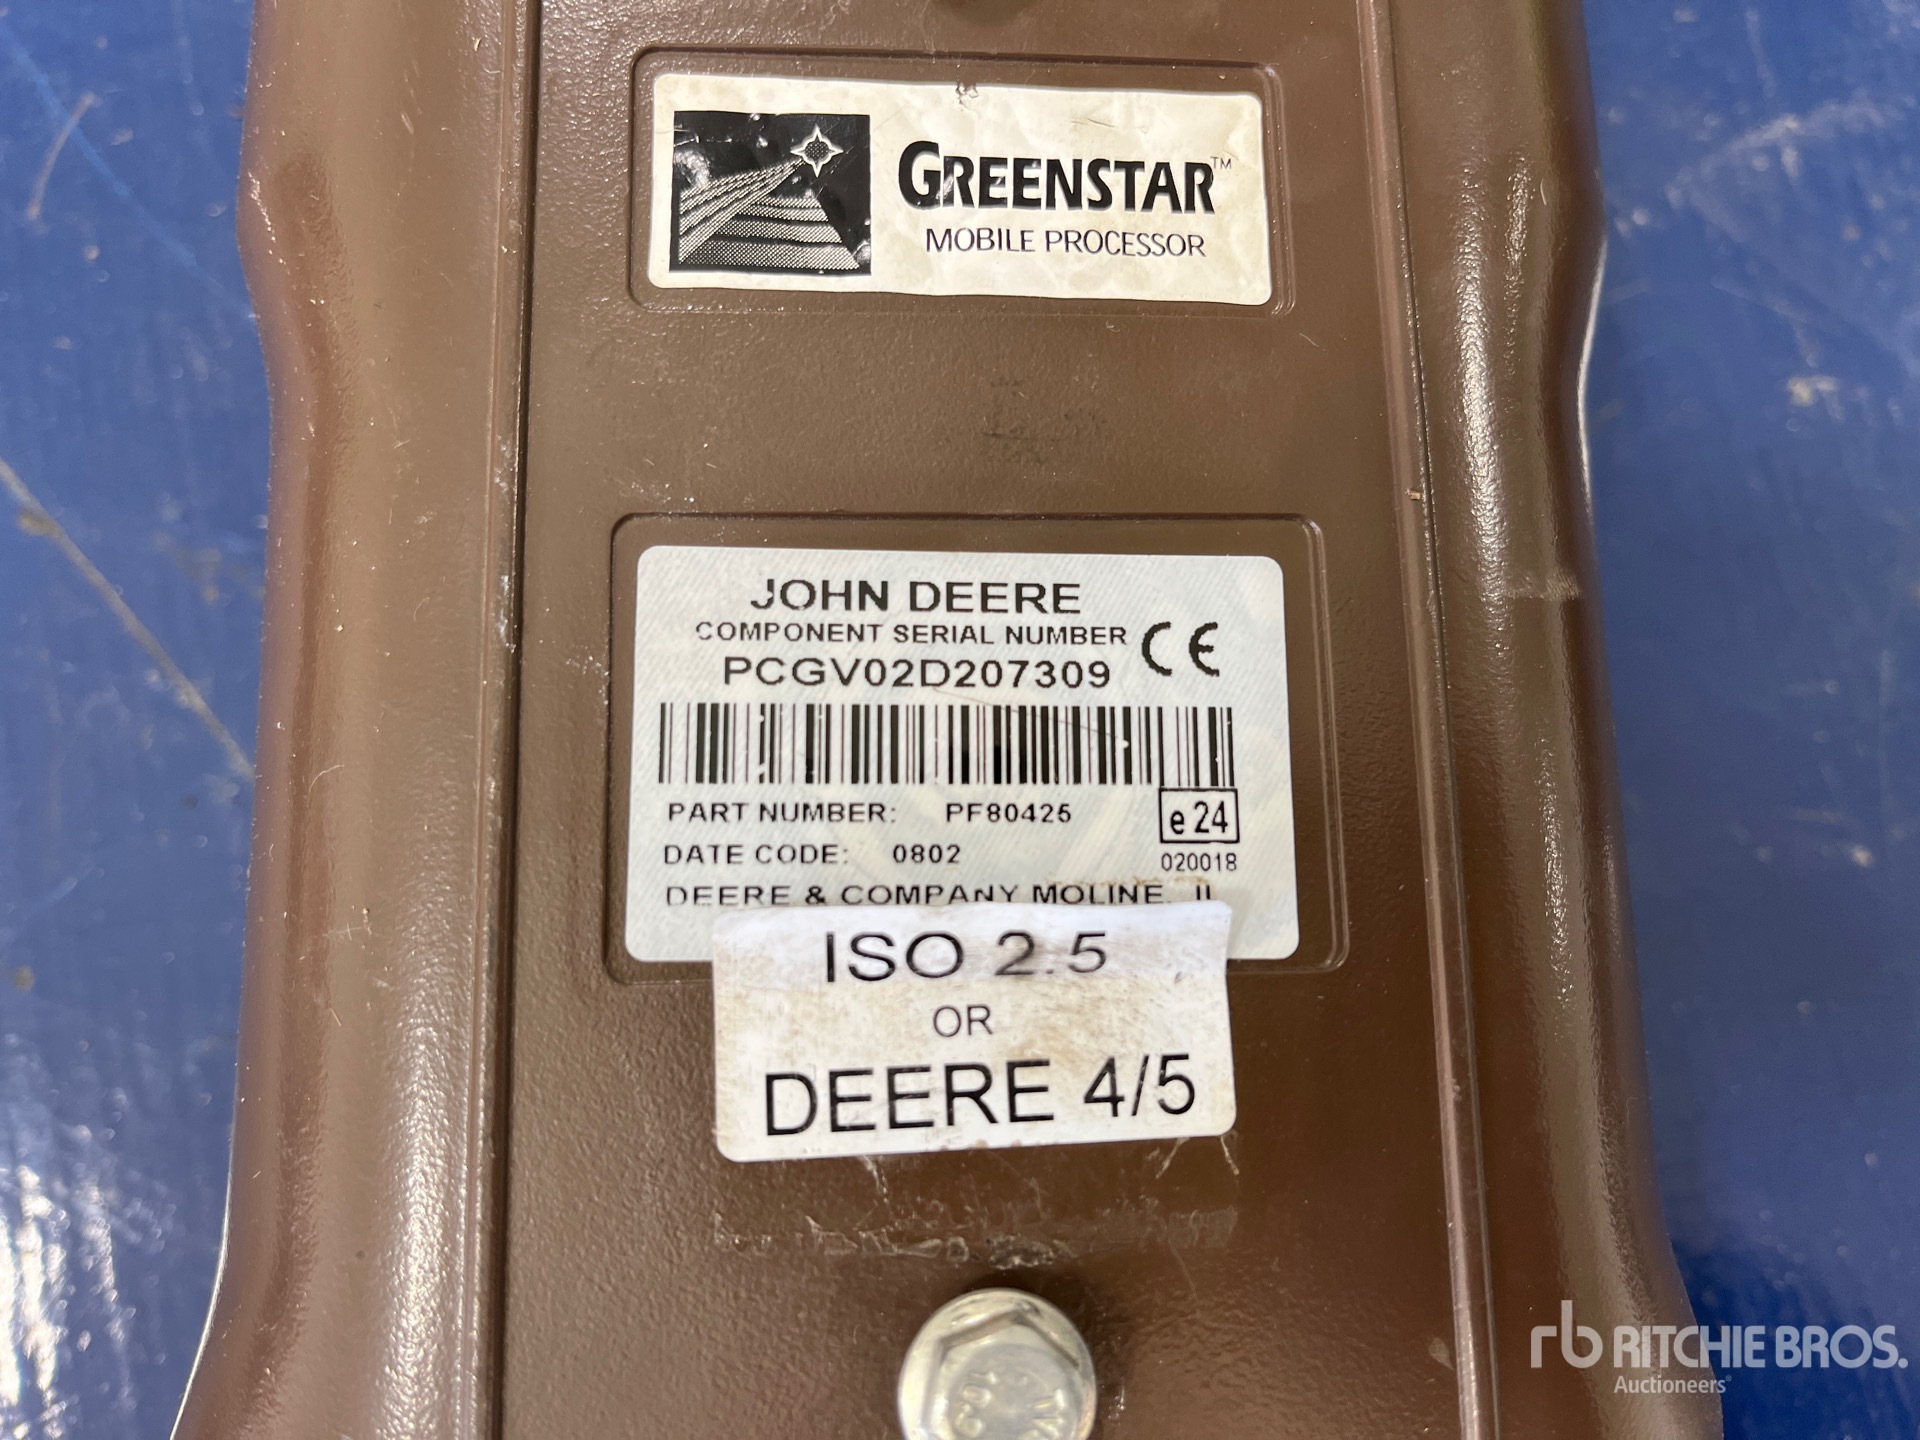 GREENSTAR™
MOBILE PROCESSOR
JOHN DEERE
COMPONENT SERIAL NUMBER
CE
PCGV02D207309
PART NUMBER: PF80425
e 24
DATE CODE: 0802
020018
DEERE & COMPANY MOLINE, IL
ISO 2.5
OR
DEERE 4/5
rb RITCHIE BROS.
Auctioneers